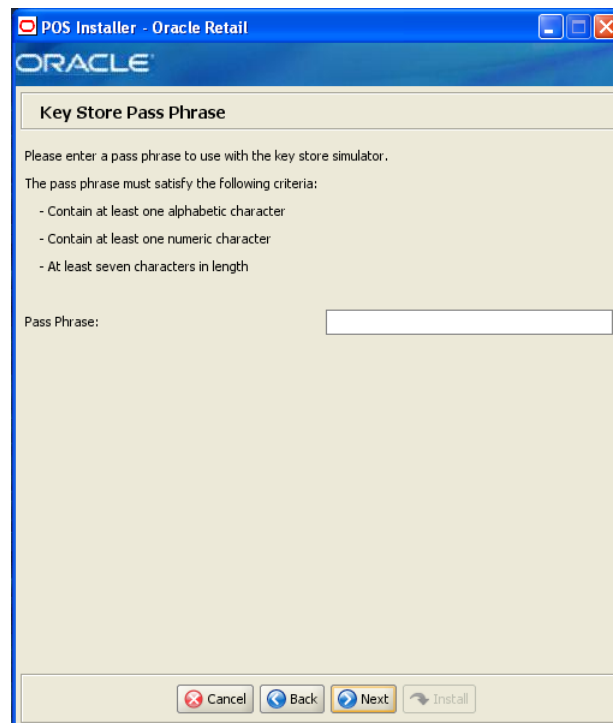 POS Installer - Oracle Retail
ORACLE
Key Store Pass Phrase
Please enter a pass phrase to use with the key store simulator.
The pass phrase must satisfy the following criteria:
- Contain at least one alphabetic character
- Contain at least one numeric character
- At least seven characters in length
Pass Phrase:
Cancel Back Next Install